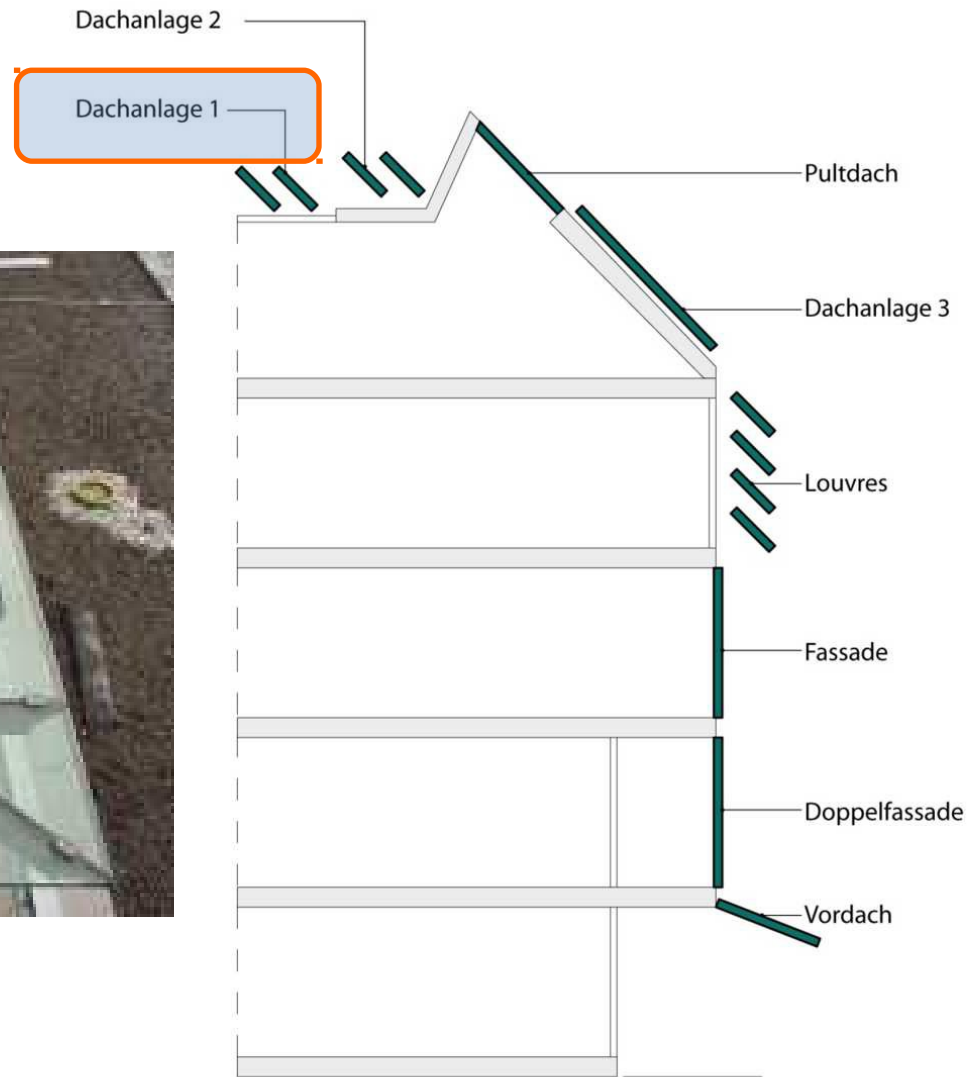 Dachanlage 2
Dachanlage 1
Pultdach
Dachanlage 3
Louvres
Fassade
Doppelfassade
Vordach